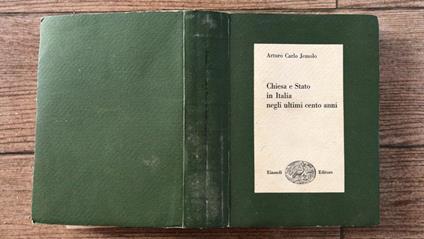 Arturo Carlo Jemolo
Chiesa e Stato
in Italia
negli ultimi cento anni
Einaudi Editore